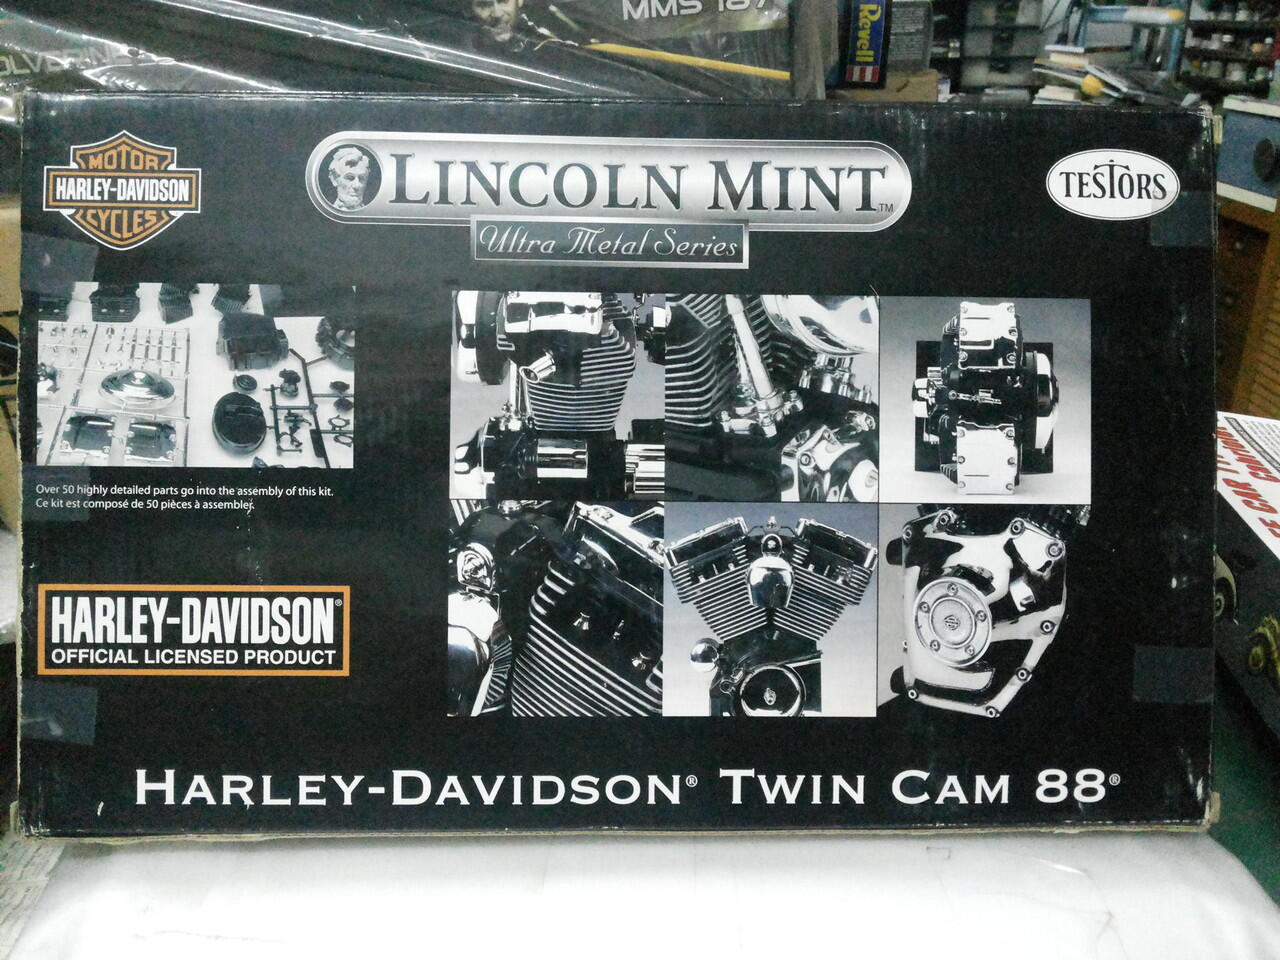 MMS 187
OLVERIN
Revell
MOTOR
HARLEY-DAVIDSON
CYCLES
LINCOLN MINT™
Ultra Metal Series
TESTORS
Over 50 highly detailed parts go into the assembly of this kit.
Ce kit est composé de 50 pièces à assembler.
HARLEY-DAVIDSON®
OFFICIAL LICENSED PRODUCT
HARLEY-DAVIDSON® TWIN CAM 88®